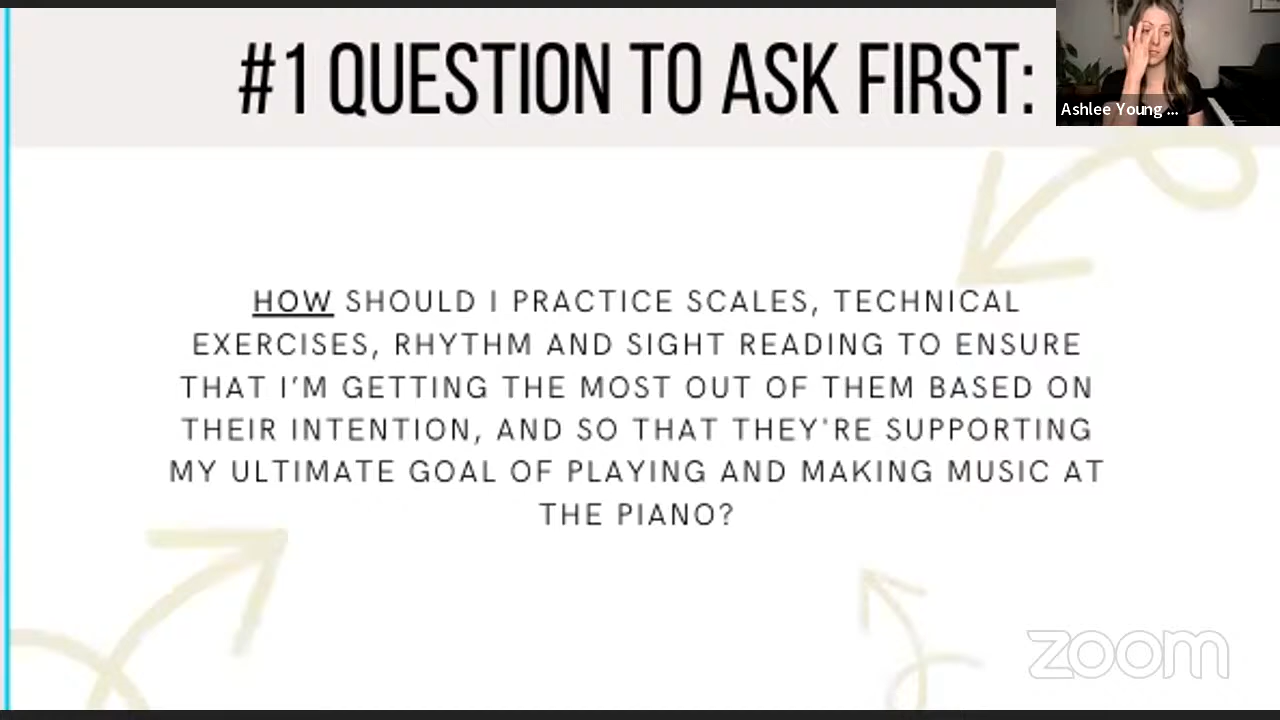 #1 QUESTION TO ASK FIRST:
Ashlee Young ...
HOW SHOULD I PRACTICE SCALES, TECHNICAL
EXERCISES, RHYTHM AND SIGHT READING TO ENSURE
THAT I'M GETTING THE MOST OUT OF THEM BASED ON
THEIR INTENTION, AND SO THAT THEY'RE SUPPORTING
MY ULTIMATE GOAL OF PLAYING AND MAKING MUSIC AT
THE PIANO?
zoom